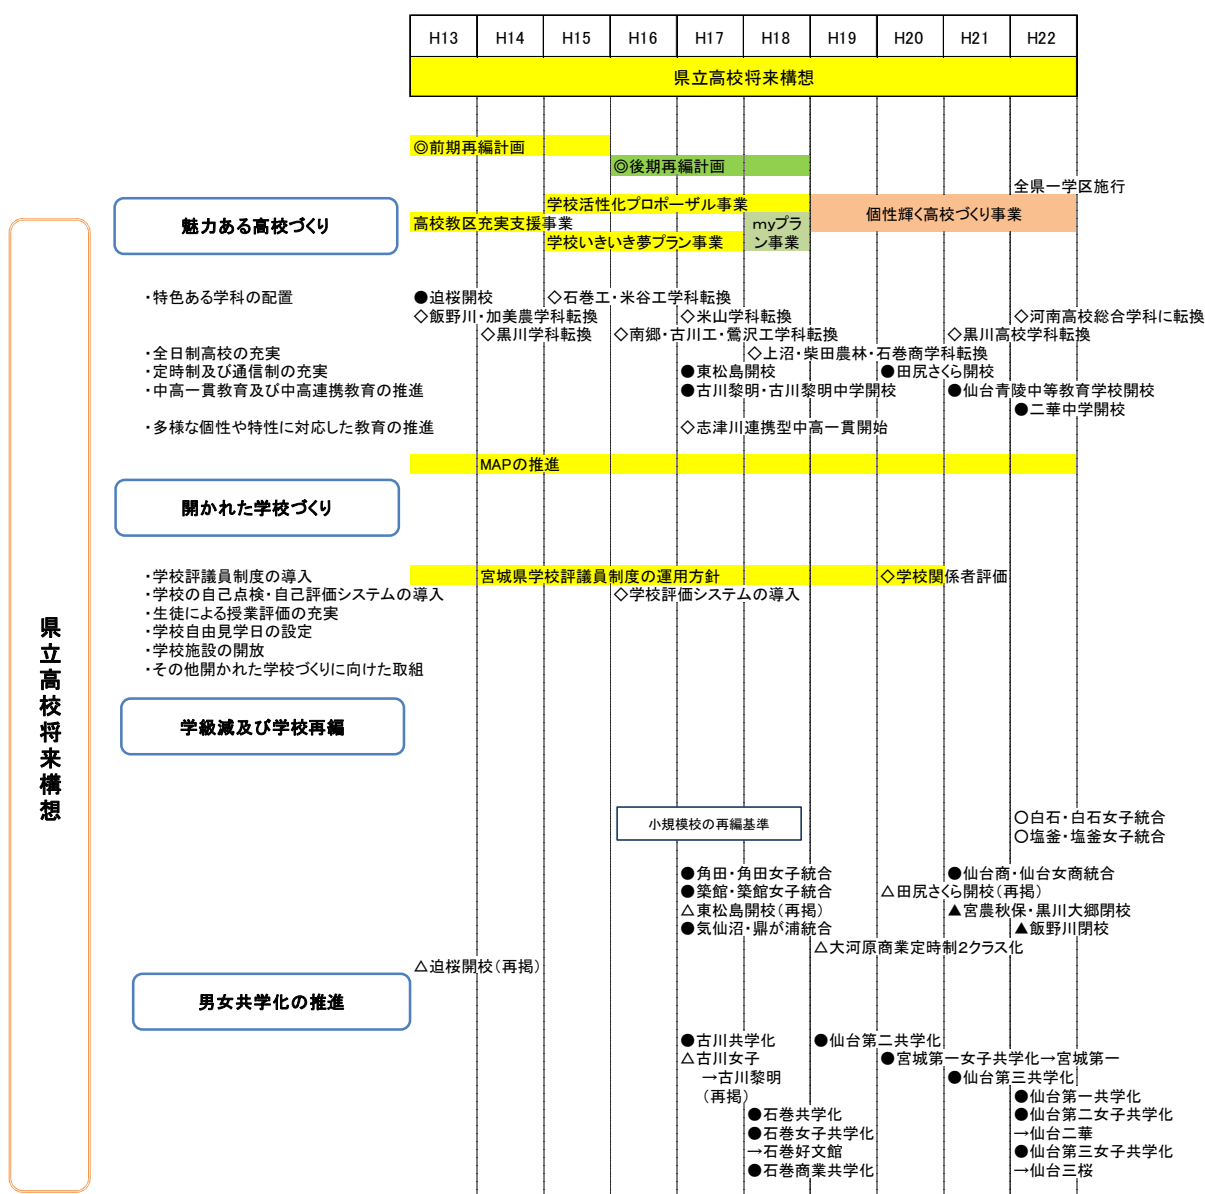 H13 H14 H15 H16 H17 H18 H19 H20 H21 H22
県立高校将来構想
◎前期再編計画
◎後期再編計画
全県一学区施行
学校活性化プロポーザル事業
個性輝く高校づくり事業
魅力ある高校づくり
高校教区充実支援事業
myプラ
ン事業
学校いきいき夢プラン事業
・特色ある学科の配置
●迫桜開校 ◇石巻工・米谷工学科転換
◇飯野川・加美農学科転換 ◇米山学科転換 ◇河南高校総合学科に転換
◇黒川学科転換 ◇南郷・古川工・鶯沢工学科転換 ◇黒川高校学科転換
・全日制高校の充実 ◇上沼・柴田農林・石巻商学科転換
・定時制及び通信制の充実 ●東松島開校 ●田尻さくら開校
・中高一貫教育及び中高連携教育の推進 ●古川黎明・古川黎明中学開校 ●仙台青陵中等教育学校開校
●二華中学開校
・多様な個性や特性に対応した教育の推進 ◇志津川連携型中高一貫開始
MAPの推進
開かれた学校づくり
・学校評議員制度の導入 宮城県学校評議員制度の運用方針 ◇学校関係者評価
・学校の自己点検・自己評価システムの導入 ◇学校評価システムの導入
・生徒による授業評価の充実
・学校自由見学日の設定
・学校施設の開放
・その他開かれた学校づくりに向けた取組
県立高校将来構想
学級減及び学校再編
小規模校の再編基準
○白石・白石女子統合
○塩釜・塩釜女子統合
●角田・角田女子統合 ●仙台商・仙台女商統合
●築館・築館女子統合 △田尻さくら開校(再掲)
△東松島開校(再掲) ▲宮農秋保・黒川大郷閉校
●気仙沼・鼎が浦統合 ▲飯野川閉校
△大河原商業定時制2クラス化
△迫桜開校(再掲)
男女共学化の推進
●古川共学化 ●仙台第二共学化
△古川女子 ●宮城第一女子共学化→宮城第一
→古川黎明 ●仙台第三共学化
(再掲) ●仙台第一共学化
●石巻共学化 ●仙台第二女子共学化
●石巻女子共学化 →仙台二華
→石巻好文館 ●仙台第三女子共学化
●石巻商業共学化 →仙台三桜